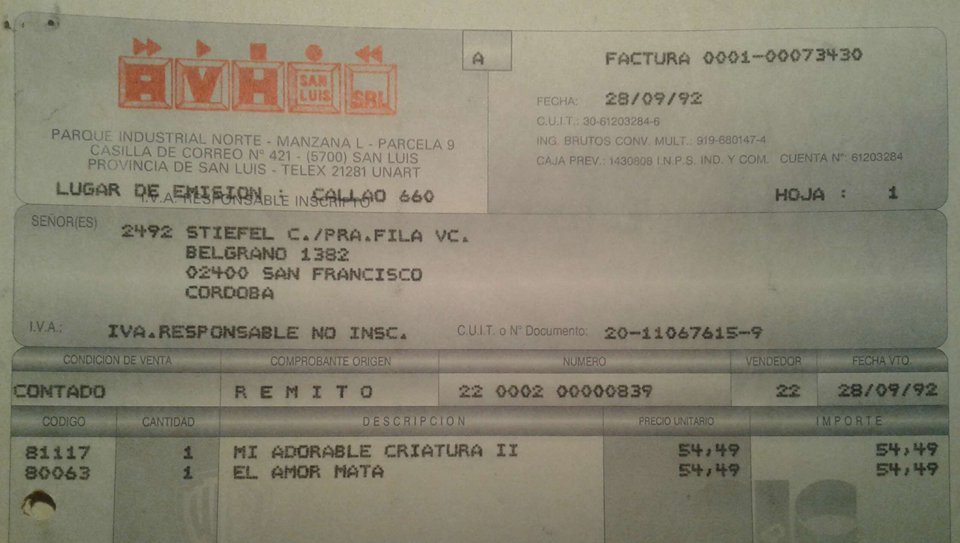 AVH SAN LUIS SRL
PARQUE INDUSTRIAL NORTE - MANZANA L - PARCELA 9
CASILLA DE CORREO Nº 421 - (5700) SAN LUIS
PROVINCIA DE SAN LUIS - TELEX 21281 UNART
LUGAR DE EMISION : CALLAO 660
I.V.A. RESPONSABLE INSCRIPTO
A
FACTURA 0001-00073430
FECHA: 28/09/92
C.U.I.T.: 30-61203284-6
ING. BRUTOS CONV. MULT.: 919-680147-4
CAJA PREV.: 1430808 I.N.P.S. IND. Y COM. CUENTA Nº: 61203284
HOJA : 1
SEÑOR(ES) 2492 STIEFEL C./PRA.FILA VC.
BELGRANO 1382
02400 SAN FRANCISCO
CORDOBA
I.V.A.: IVA.RESPONSABLE NO INSC. C.U.I.T. o Nº Documento: 20-11067615-9
CONDICION DE VENTA COMPROBANTE ORIGEN NUMERO VENDEDOR FECHA VTO.
CONTADO REMITO 22 0002 00000839 22 28/09/92
CODIGO CANTIDAD DESCRIPCION PRECIO UNITARIO IMPORTE
81117 1 MI ADORABLE CRIATURA II 54,49 54,49
80063 1 EL AMOR MATA 54,49 54,49